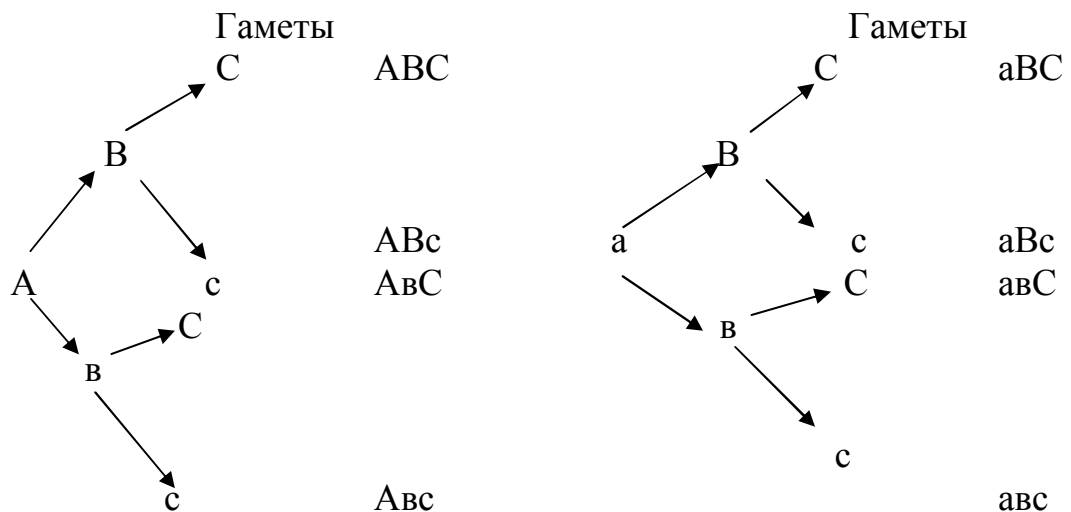 Гаметы Гаметы
С АВС С аВС
В В
АВс а с аВс
А с АвС С авС
С в
в
с
с Авс авс